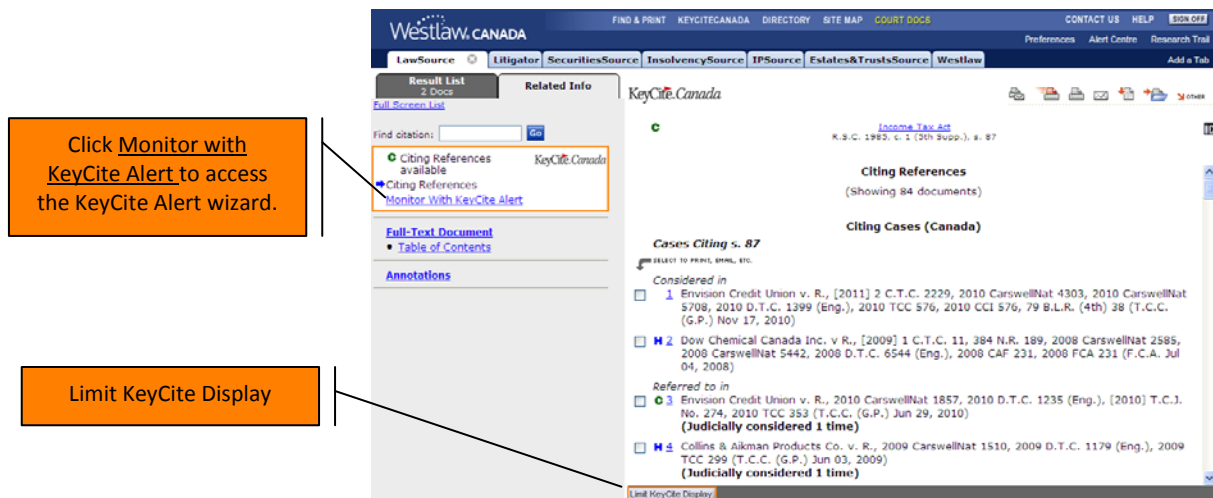 Westlaw. CANADA
FIND & PRINT KEYCITECANADA DIRECTORY SITE MAP COURT DOCS
CONTACT US HELP SIGN OFF
Preferences Alert Centre Research Trail
LawSource Litigator SecuritiesSource InsolvencySource IPSource Estates&TrustsSource Westlaw
Add a Tab
Result List
2 Docs
Related Info
Full Screen List
Find citation: Go
C Citing References
available
KeyCite.Canada
Citing References
Monitor With KeyCite Alert
Full-Text Document
• Table of Contents
Annotations
Click Monitor with
KeyCite Alert to access
the KeyCite Alert wizard.
Limit KeyCite Display
KeyCite.Canada
OTHER
C
Income Tax Act
R.S.C. 1985, c. 1 (5th Supp.), s. 87
Citing References
(Showing 84 documents)
Citing Cases (Canada)
Cases Citing s. 87
SELECT TO PRINT, EMAIL, ETC.
Considered in
1 Envision Credit Union v. R., [2011] 2 C.T.C. 2229, 2010 CarswellNat 4303, 2010 CarswellNat
5708, 2010 D.T.C. 1399 (Eng.), 2010 TCC 576, 2010 CCI 576, 79 B.L.R. (4th) 38 (T.C.C.
(G.P.) Nov 17, 2010)
H 2 Dow Chemical Canada Inc. v R., [2009] 1 C.T.C. 11, 384 N.R. 189, 2008 CarswellNat 2585,
2008 CarswellNat 5442, 2008 D.T.C. 6544 (Eng.), 2008 CAF 231, 2008 FCA 231 (F.C.A. Jul
04, 2008)
Referred to in
C 3 Envision Credit Union v. R., 2010 CarswellNat 1857, 2010 D.T.C. 1235 (Eng.), [2010] T.C.J.
No. 274, 2010 TCC 353 (T.C.C. (G.P.) Jun 29, 2010)
(Judicially considered 1 time)
H 4 Collins & Aikman Products Co. v. R., 2009 CarswellNat 1510, 2009 D.T.C. 1179 (Eng.), 2009
TCC 299 (T.C.C. (G.P.) Jun 03, 2009)
(Judicially considered 1 time)
Limit KeyCite Display